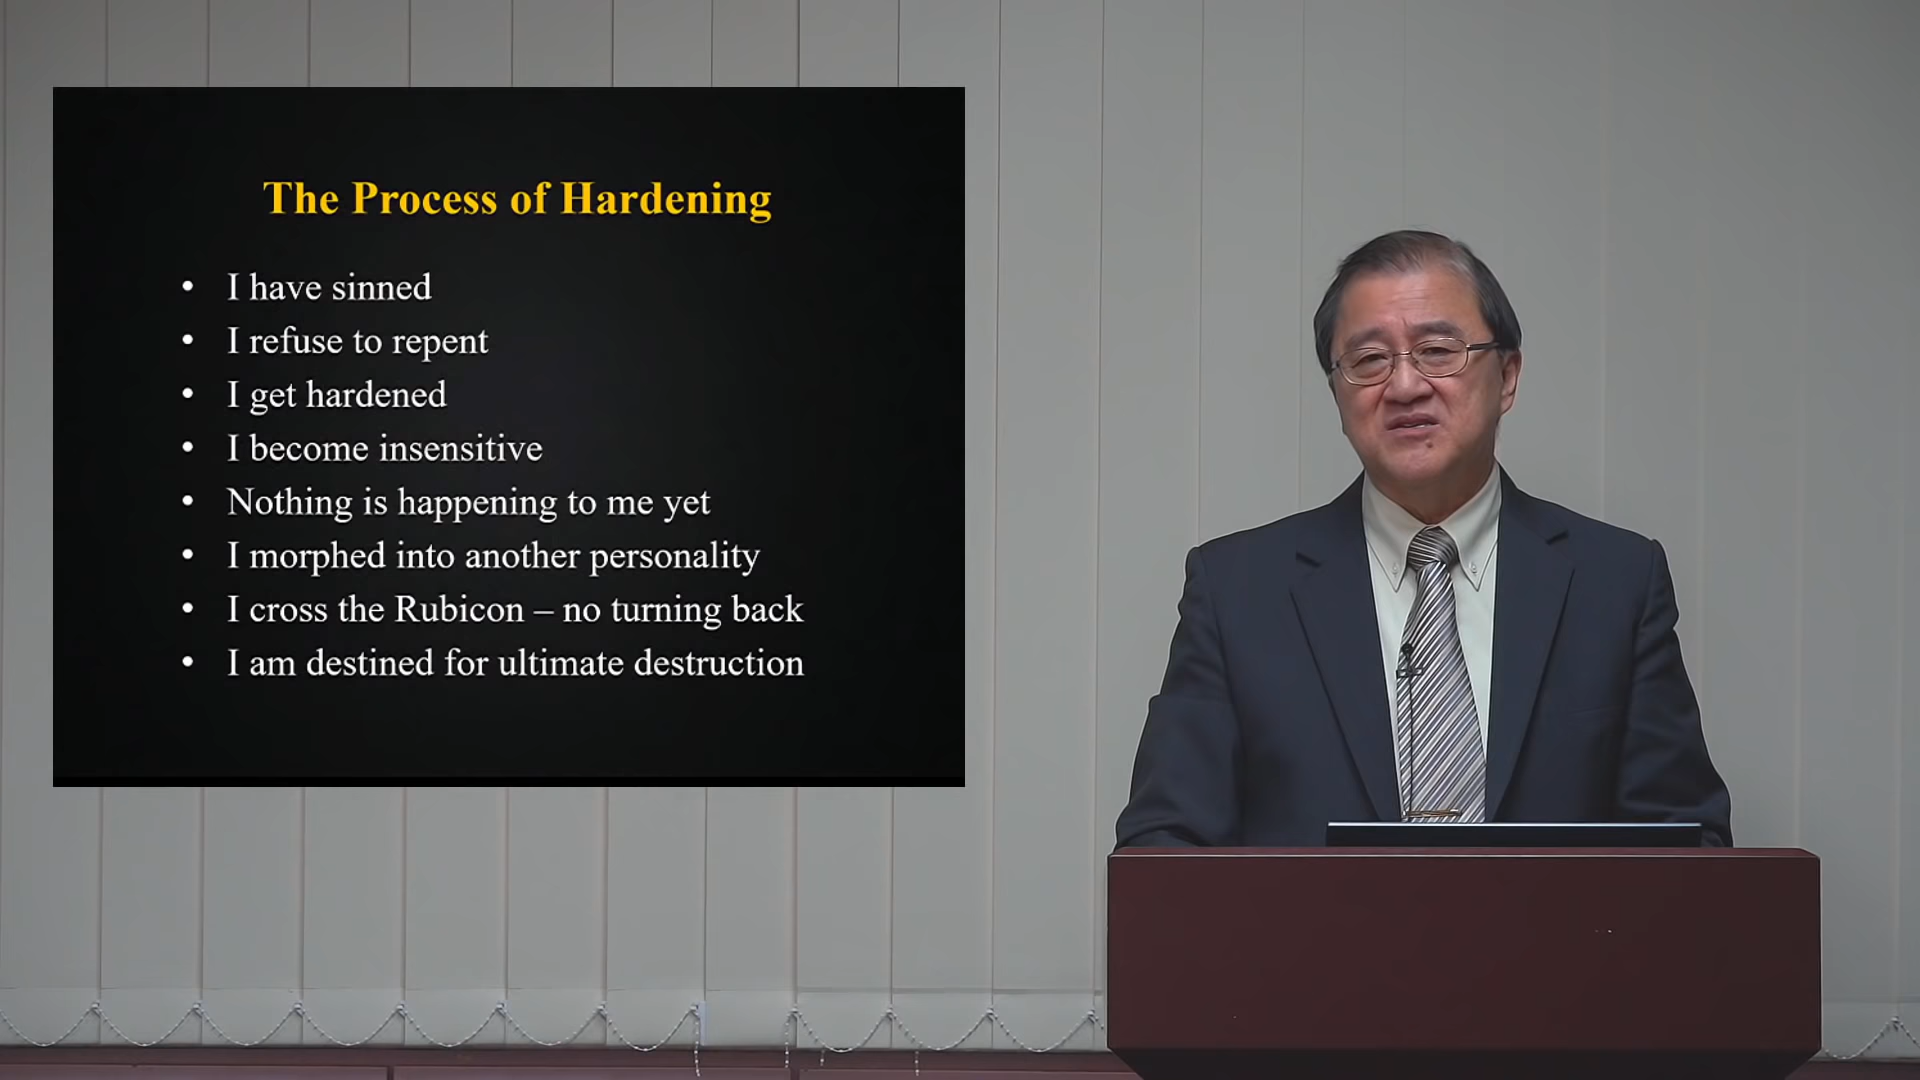 The Process of Hardening
• I have sinned
• I refuse to repent
• I get hardened
• I become insensitive
• Nothing is happening to me yet
• I morphed into another personality
• I cross the Rubicon – no turning back
• I am destined for ultimate destruction